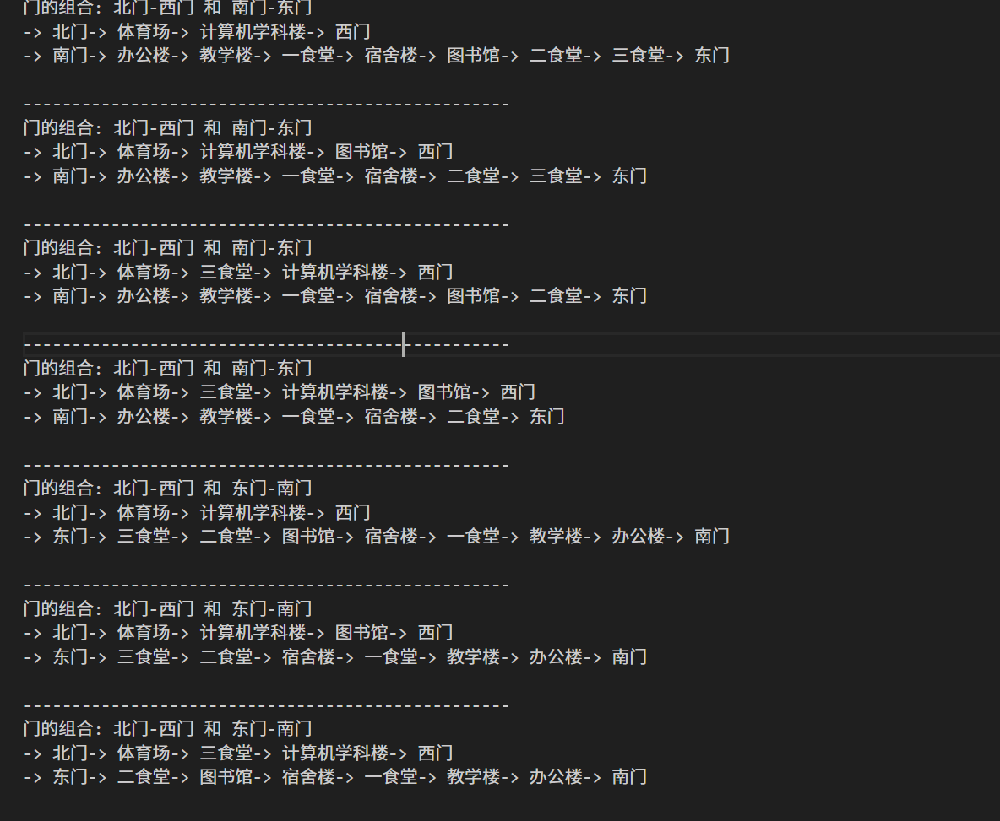 门的组合: 北门-西门 和 南门-东门
-> 北门-> 体育场-> 计算机学科楼-> 西门
-> 南门-> 办公楼-> 教学楼-> 一食堂-> 宿舍楼-> 图书馆-> 二食堂-> 三食堂-> 东门
--------------------------------------------------
门的组合: 北门-西门 和 南门-东门
-> 北门-> 体育场-> 计算机学科楼-> 图书馆-> 西门
-> 南门-> 办公楼-> 教学楼-> 一食堂-> 宿舍楼-> 二食堂-> 三食堂-> 东门
--------------------------------------------------
门的组合: 北门-西门 和 南门-东门
-> 北门-> 体育场-> 三食堂-> 计算机学科楼-> 西门
-> 南门-> 办公楼-> 教学楼-> 一食堂-> 宿舍楼-> 图书馆-> 二食堂-> 东门
--------------------------------------------------
门的组合: 北门-西门 和 南门-东门
-> 北门-> 体育场-> 三食堂-> 计算机学科楼-> 图书馆-> 西门
-> 南门-> 办公楼-> 教学楼-> 一食堂-> 宿舍楼-> 二食堂-> 东门
--------------------------------------------------
门的组合: 北门-西门 和 东门-南门
-> 北门-> 体育场-> 计算机学科楼-> 西门
-> 东门-> 三食堂-> 二食堂-> 图书馆-> 宿舍楼-> 一食堂-> 教学楼-> 办公楼-> 南门
--------------------------------------------------
门的组合: 北门-西门 和 东门-南门
-> 北门-> 体育场-> 计算机学科楼-> 图书馆-> 西门
-> 东门-> 三食堂-> 二食堂-> 宿舍楼-> 一食堂-> 教学楼-> 办公楼-> 南门
--------------------------------------------------
门的组合: 北门-西门 和 东门-南门
-> 北门-> 体育场-> 三食堂-> 计算机学科楼-> 西门
-> 东门-> 二食堂-> 图书馆-> 宿舍楼-> 一食堂-> 教学楼-> 办公楼-> 南门